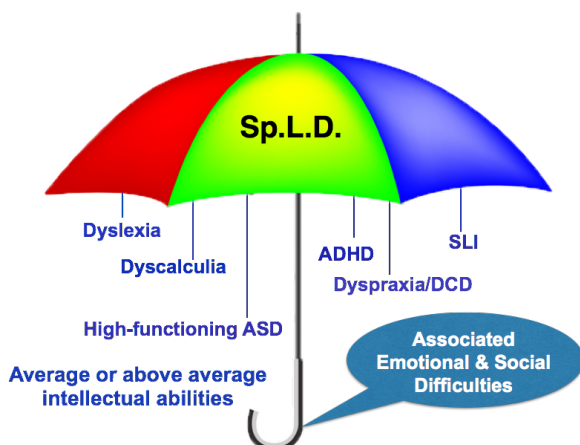 Sp.L.D.
Dyslexia
SLI
ADHD
Dyscalculia
Dyspraxia/DCD
High-functioning ASD
Associated
Emotional & Social
Difficulties
Average or above average
intellectual abilities